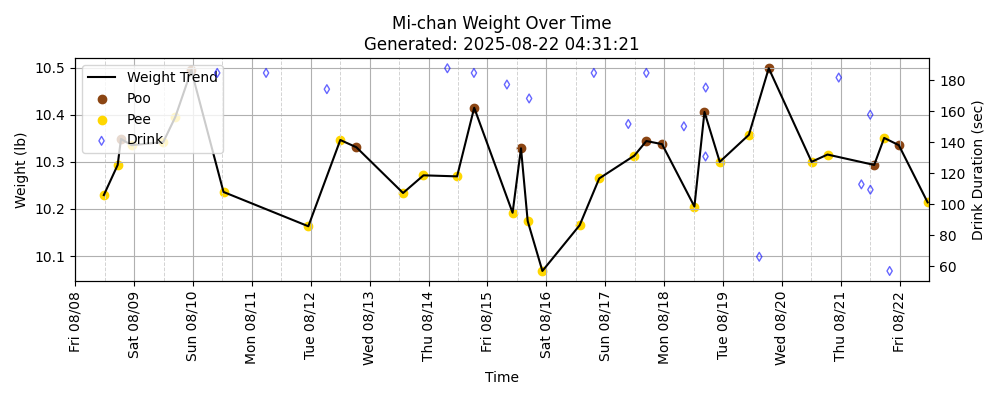 Mi-chan Weight Over Time
Generated: 2025-08-22 04:31:21
Weight (lb)
10.5
10.4
10.3
10.2
10.1
Weight Trend
Poo
Pee
Drink
180
160
140
120
100
80
60
Drink Duration (sec)
Fri 08/08
Sat 08/09
Sun 08/10
Mon 08/11
Tue 08/12
Wed 08/13
Thu 08/14
Fri 08/15
Sat 08/16
Sun 08/17
Mon 08/18
Tue 08/19
Wed 08/20
Thu 08/21
Fri 08/22
Time